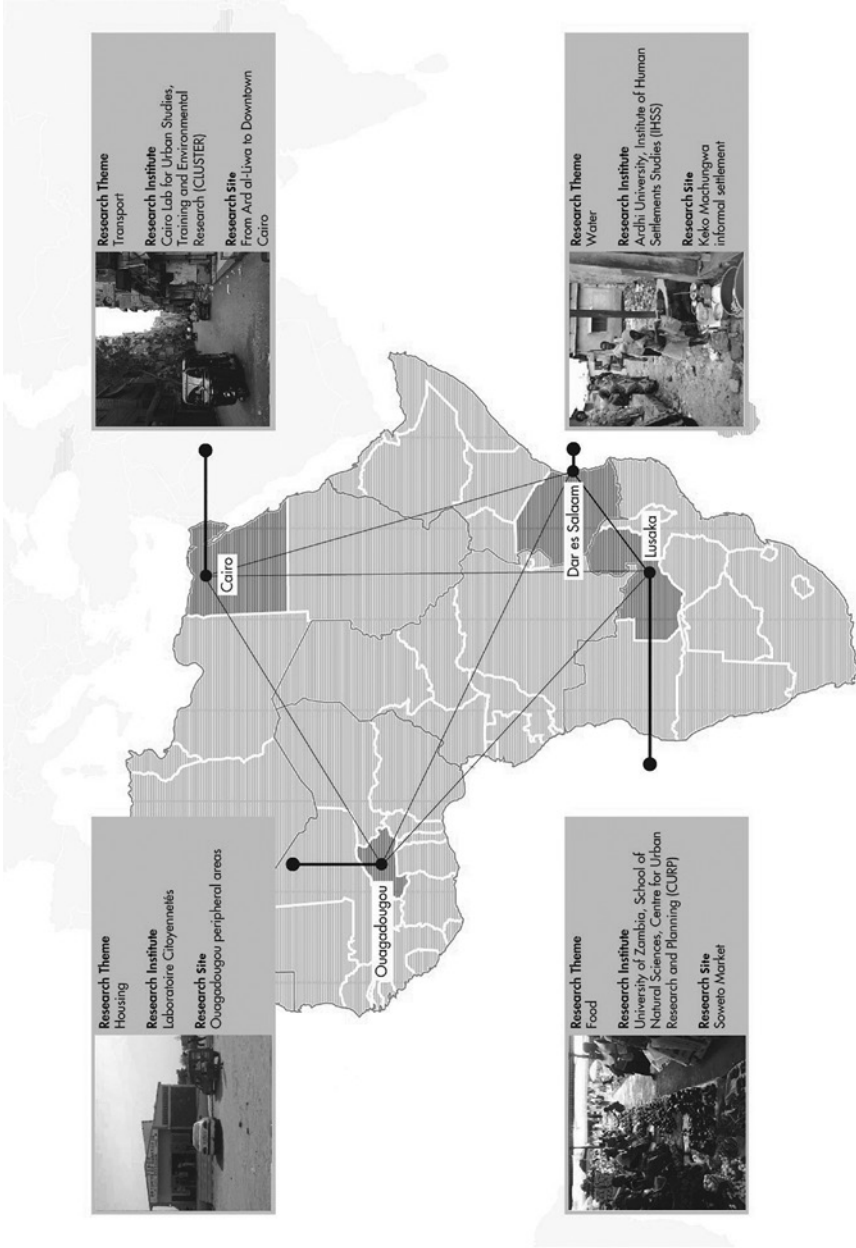 Research Theme
Housing
Research Institute
Laboratoire Citoyennetés
Research Site
Ouagadougou peripheral areas
Research Theme
Transport
Research Institute
Cairo Lab for Urban Studies,
Training and Environmental
Research (CLUSTER)
Research Site
From Ard al-Liwa to Downtown
Cairo
Cairo
Ouagadougou
Dar es Salaam
Lusaka
Research Theme
Food
Research Institute
University of Zambia, School of
Natural Sciences, Centre for Urban
Research and Planning (CURP)
Research Site
Soweto Market
Research Theme
Water
Research Institute
Ardhi University, Institute of Human
Settlements Studies (IHSS)
Research Site
Keko Machungwa
informal settlement